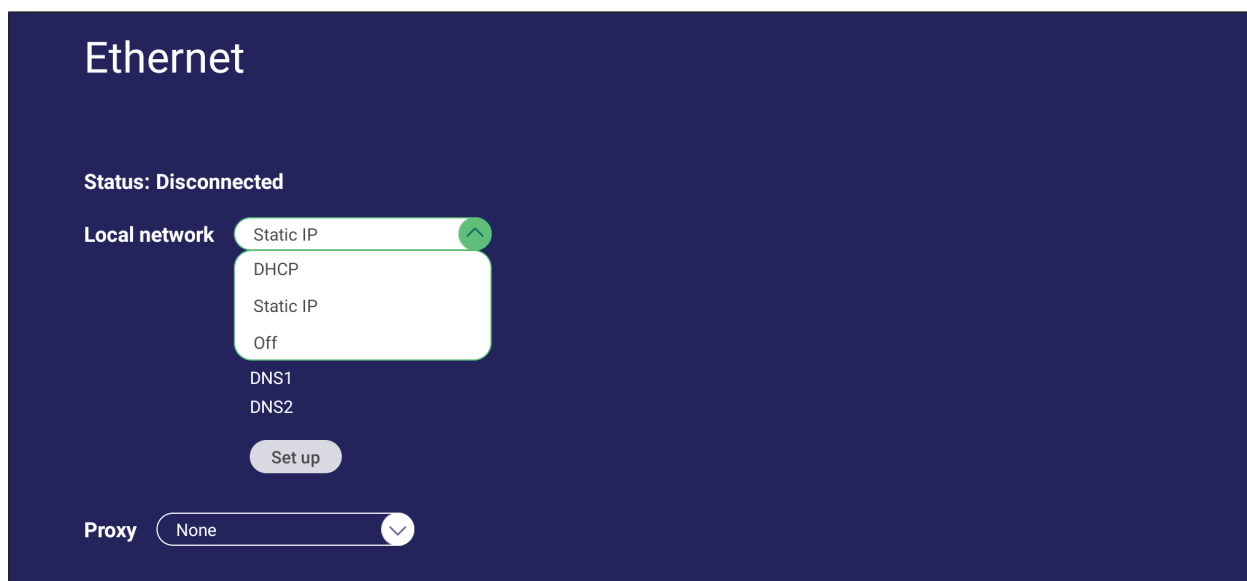 Ethernet
Status: Disconnected
Local network Static IP
DHCP
Static IP
Off
DNS1
DNS2
Set up
Proxy None